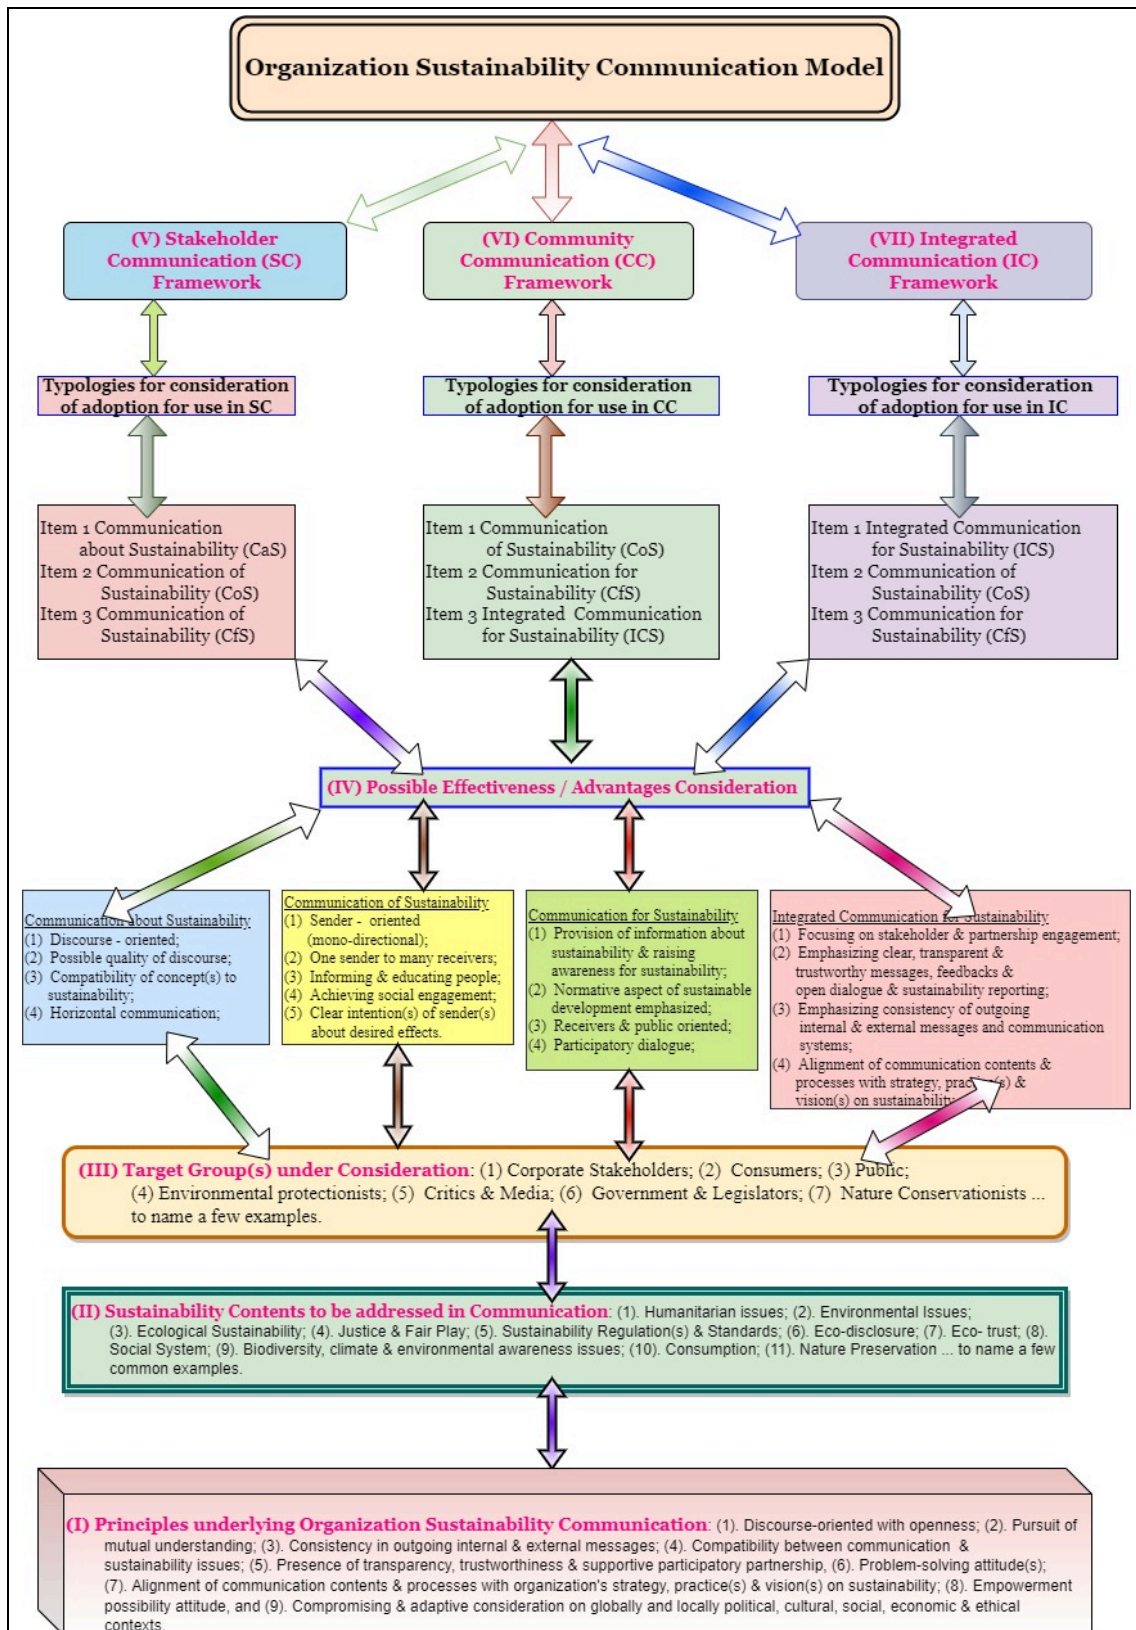 Organization Sustainability Communication Model
(V) Stakeholder
Communication (SC)
Framework
(VI) Community
Communication (CC)
Framework
(VII) Integrated
Communication (IC)
Framework
Typologies for consideration
of adoption for use in SC
Typologies for consideration
of adoption for use in CC
Typologies for consideration
of adoption for use in IC
Item 1 Communication
about Sustainability (CaS)
Item 2 Communication of
Sustainability (CoS)
Item 3 Communication of
Sustainability (CfS)
Item 1 Communication
of Sustainability (CoS)
Item 2 Communication for
Sustainability (CfS)
Item 3 Integrated Communication
for Sustainability (ICS)
Item 1 Integrated Communication
for Sustainability (ICS)
Item 2 Communication of
Sustainability (CoS)
Item 3 Communication for
Sustainability (CfS)
(IV) Possible Effectiveness / Advantages Consideration
Communication about Sustainability
(1) Discourse - oriented;
(2) Possible quality of discourse;
(3) Compatibility of concept(s) to
sustainability;
(4) Horizontal communication;
Communication of Sustainability
(1) Sender - oriented
(mono-directional);
(2) One sender to many receivers;
(3) Informing & educating people;
(4) Achieving social engagement;
(5) Clear intention(s) of sender(s)
about desired effects.
Communication for Sustainability
(1) Provision of information about
sustainability & raising
awareness for sustainability;
(2) Normative aspect of sustainable
development emphasized;
(3) Receivers & public oriented;
(4) Participatory dialogue;
Integrated Communication for Sustainability
(1) Focusing on stakeholder & partnership engagement;
(2) Emphasizing clear, transparent &
trustworthy messages, feedbacks &
open dialogue & sustainability reporting;
(3) Emphasizing consistency of outgoing
internal & external messages and communication
systems;
(4) Alignment of communication contents &
processes with strategy, practice(s) &
vision(s) on sustainability
(III) Target Group(s) under Consideration: (1) Corporate Stakeholders; (2) Consumers; (3) Public;
(4) Environmental protectionists; (5) Critics & Media; (6) Government & Legislators; (7) Nature Conservationists ...
to name a few examples.
(II) Sustainability Contents to be addressed in Communication: (1). Humanitarian issues; (2). Environmental Issues;
(3). Ecological Sustainability; (4). Justice & Fair Play; (5). Sustainability Regulation(s) & Standards; (6). Eco-disclosure; (7). Eco- trust; (8).
Social System; (9). Biodiversity, climate & environmental awareness issues; (10). Consumption; (11). Nature Preservation ... to name a few
common examples.
(I) Principles underlying Organization Sustainability Communication: (1). Discourse-oriented with openness; (2). Pursuit of
mutual understanding; (3). Consistency in outgoing internal & external messages; (4). Compatibility between communication &
sustainability issues; (5). Presence of transparency, trustworthiness & supportive participatory partnership, (6). Problem-solving attitude(s);
(7). Alignment of communication contents & processes with organization's strategy, practice(s) & vision(s) on sustainability; (8). Empowerment
possibility attitude, and (9). Compromising & adaptive consideration on globally and locally political, cultural, social, economic & ethical
contexts.